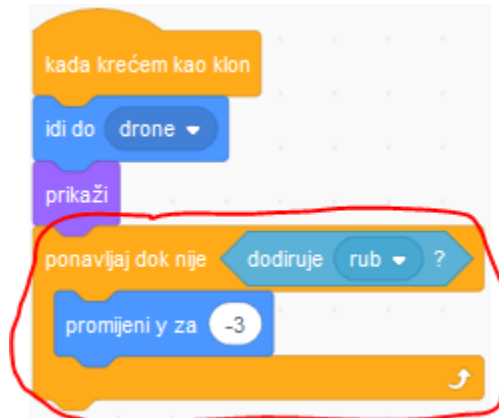 kada krećem kao klon
idi do drone
prikaži
ponavljaj dok nije dodiruje rub ?
promijeni y za -3